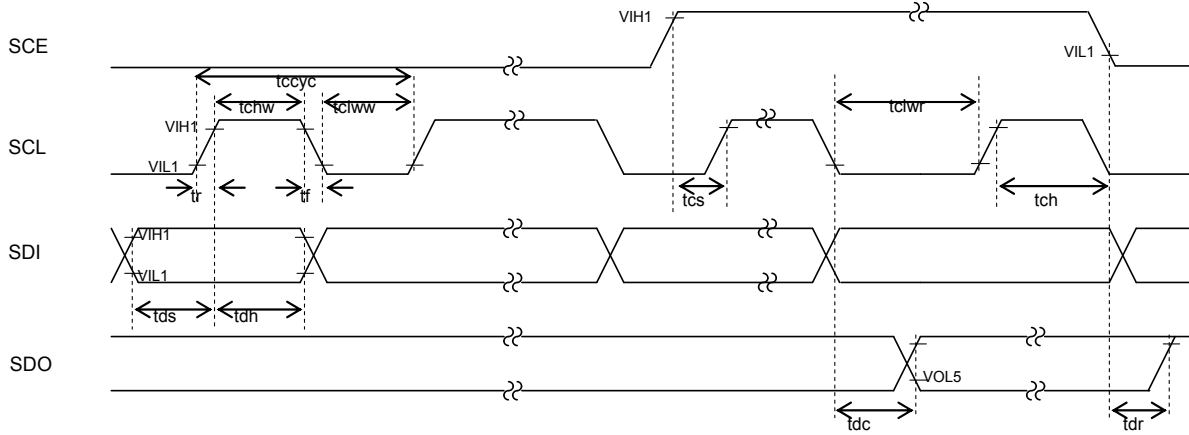 VIH1
SCE
VIL1
tccyc
tchw
tclww
tclwr
VIH1
SCL
VIL1
tr
tf
tcs
tch
VIH1
SDI
VIL1
tds
tdh
SDO
VOL5
tdc
tdr